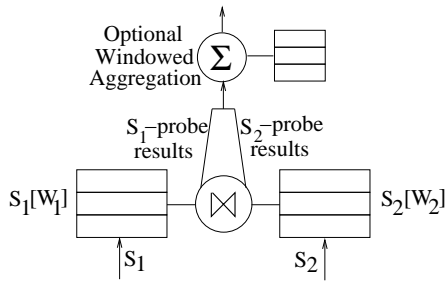 Optional
Windowed
Aggregation
Σ
S1−probe
results
S2−probe
results
S1[W1]
⋈
S2[W2]
S1
S2